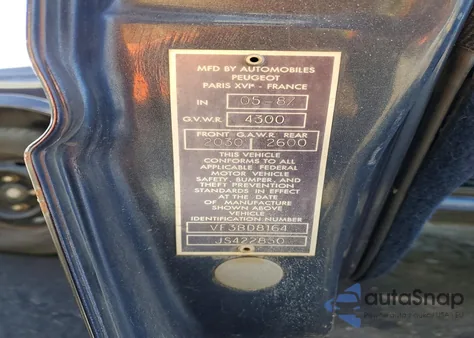 MFD BY AUTOMOBILES
PEUGEOT
PARIS XVIe - FRANCE
IN 05-87
G.V.W.R. 4300
FRONT G.A.W.R. REAR
2030 2600
THIS VEHICLE
CONFORMS TO ALL
APPLICABLE FEDERAL
MOTOR VEHICLE
SAFETY, BUMPER, AND
THEFT PREVENTION
STANDARDS IN EFFECT
AT THE DATE
OF MANUFACTURE
SHOWN ABOVE
VEHICLE
IDENTIFICATION NUMBER
VF3BD8164
JS422850
autoSnap